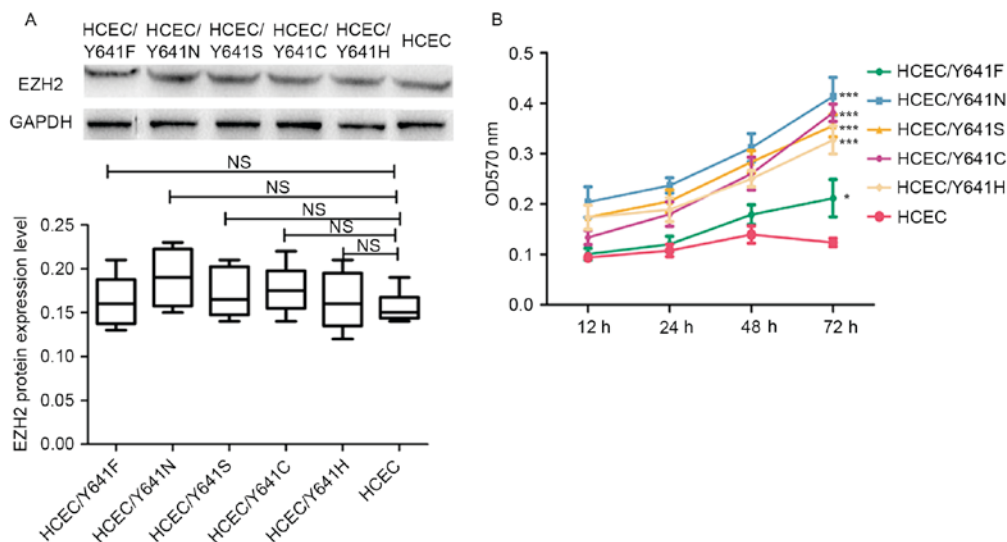 A
HCEC/ HCEC/ HCEC/ HCEC/ HCEC/ HCEC
Y641F Y641N Y641S Y641C Y641H
EZH2
GAPDH
NS
NS
NS
NS
NS
EZH2 protein expression level
0.25
0.20
0.15
0.10
0.05
0.00
HCEC/Y641F
HCEC/Y641N
HCEC/Y641S
HCEC/Y641C
HCEC/Y641H
HCEC
B
OD570 nm
0.5
0.4
0.3
0.2
0.1
0.0
12 h 24 h 48 h 72 h
***
***
***
***
*
HCEC/Y641F
HCEC/Y641N
HCEC/Y641S
HCEC/Y641C
HCEC/Y641H
HCEC